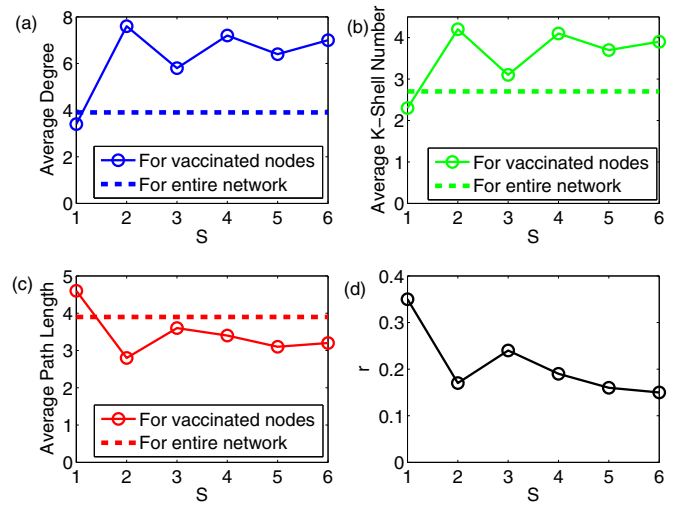 (a)
Average Degree
8
6
4
2
0
1 2 3 4 5 6
S
For vaccinated nodes
For entire network
(b)
Average K-Shell Number
5
4
3
2
1
0
1 2 3 4 5 6
S
For vaccinated nodes
For entire network
(c)
Average Path Length
5
4
3
2
1
0
1 2 3 4 5 6
S
For vaccinated nodes
For entire network
(d)
r
0.4
0.3
0.2
0.1
0
1 2 3 4 5 6
S